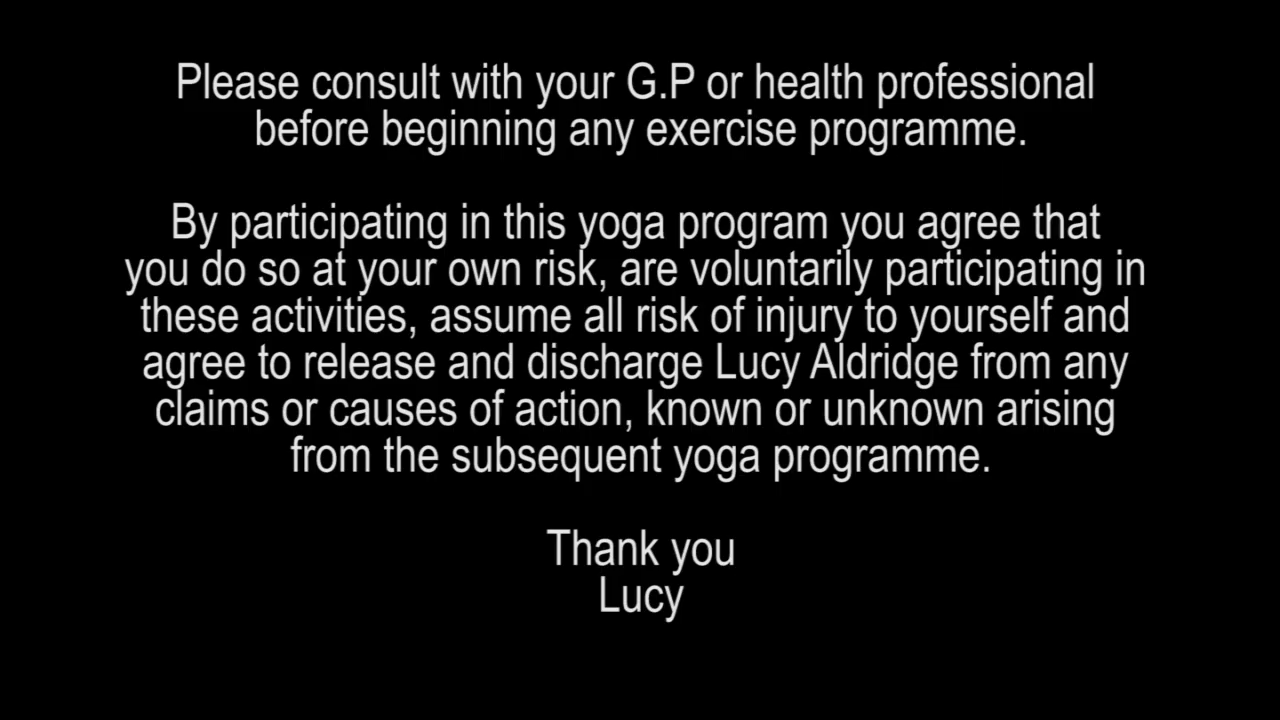 Please consult with your G.P or health professional
before beginning any exercise programme.
By participating in this yoga program you agree that
you do so at your own risk, are voluntarily participating in
these activities, assume all risk of injury to yourself and
agree to release and discharge Lucy Aldridge from any
claims or causes of action, known or unknown arising
from the subsequent yoga programme.
Thank you
Lucy